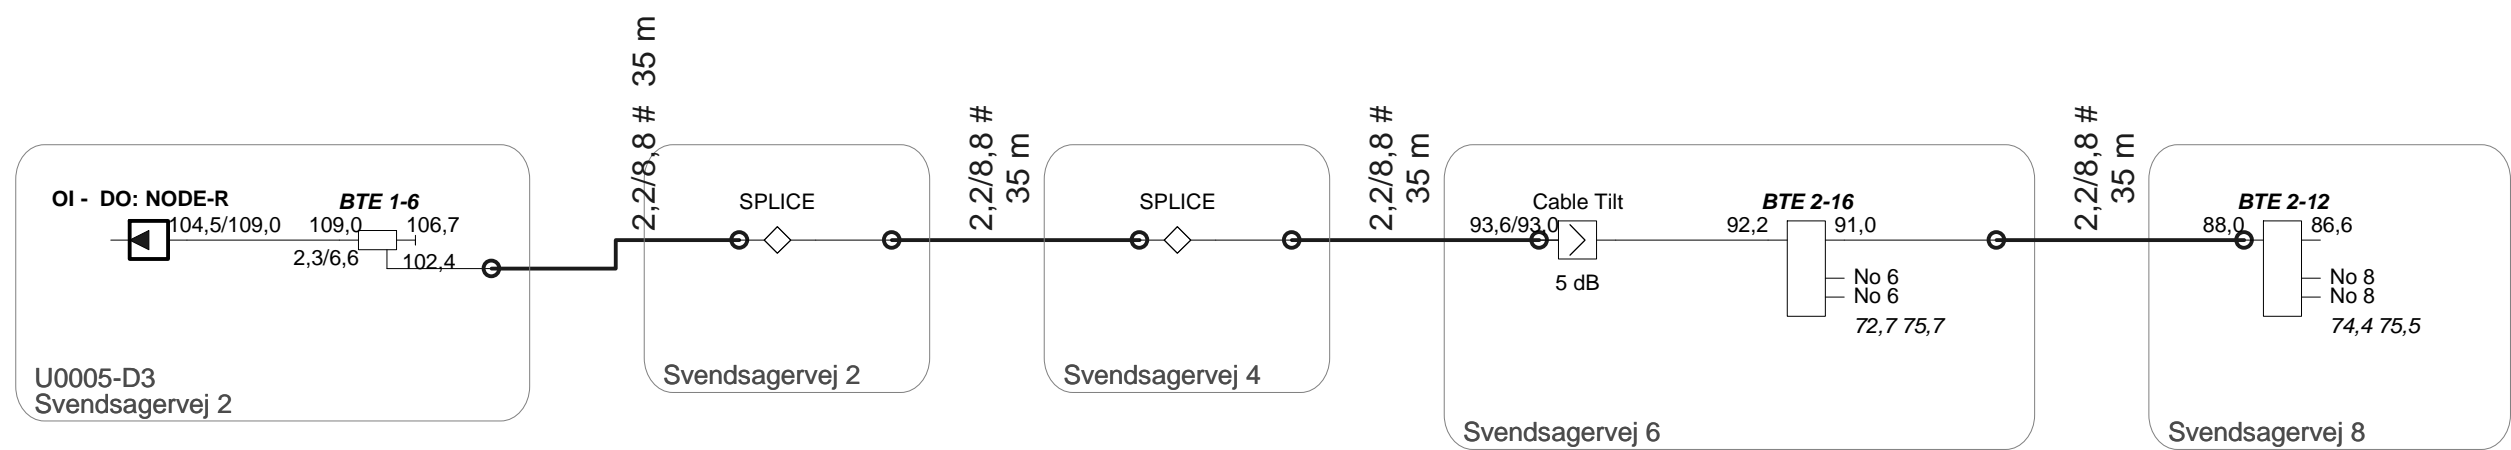 OI - DO: NODE-R
BTE 1-6
104,5/109,0
109,0
106,7
2,3/6,6
102,4
U0005-D3
Svendsagervej 2
2,2/8,8 # 35 m
SPLICE
Svendsagervej 2
2,2/8,8 #
35 m
SPLICE
Svendsagervej 4
2,2/8,8 #
35 m
Cable Tilt
93,6/93,0
5 dB
BTE 2-16
92,2
91,0
No 6
No 6
72,7 75,7
Svendsagervej 6
2,2/8,8 #
35 m
BTE 2-12
88,0
86,6
No 8
No 8
74,4 75,5
Svendsagervej 8